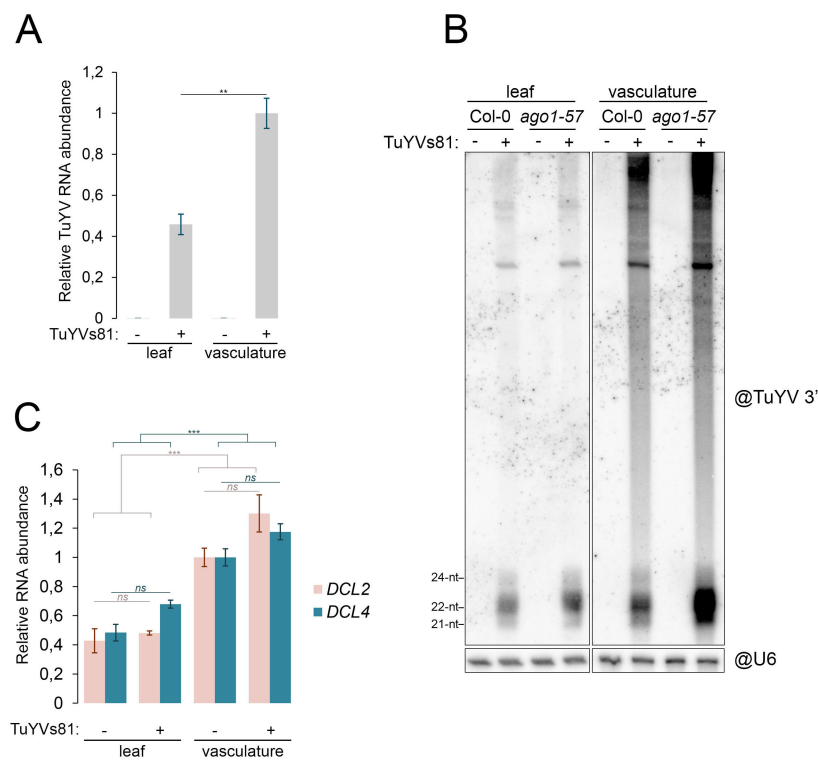 A
Relative TuYV RNA abundance
1,2
1
0,8
0,6
0,4
0,2
0
**
TuYVs81:
- + - +
leaf vasculature
B
leaf vasculature
Col-0 ago1-57 Col-0 ago1-57
TuYVs81: - + - + - + - +
24-nt
22-nt
21-nt
@TuYV 3’
@U6
C
Relative RNA abundance
1,6
1,4
1,2
1
0,8
0,6
0,4
0,2
0
***
***
ns
ns
ns
ns
DCL2
DCL4
TuYVs81: - + - +
leaf vasculature